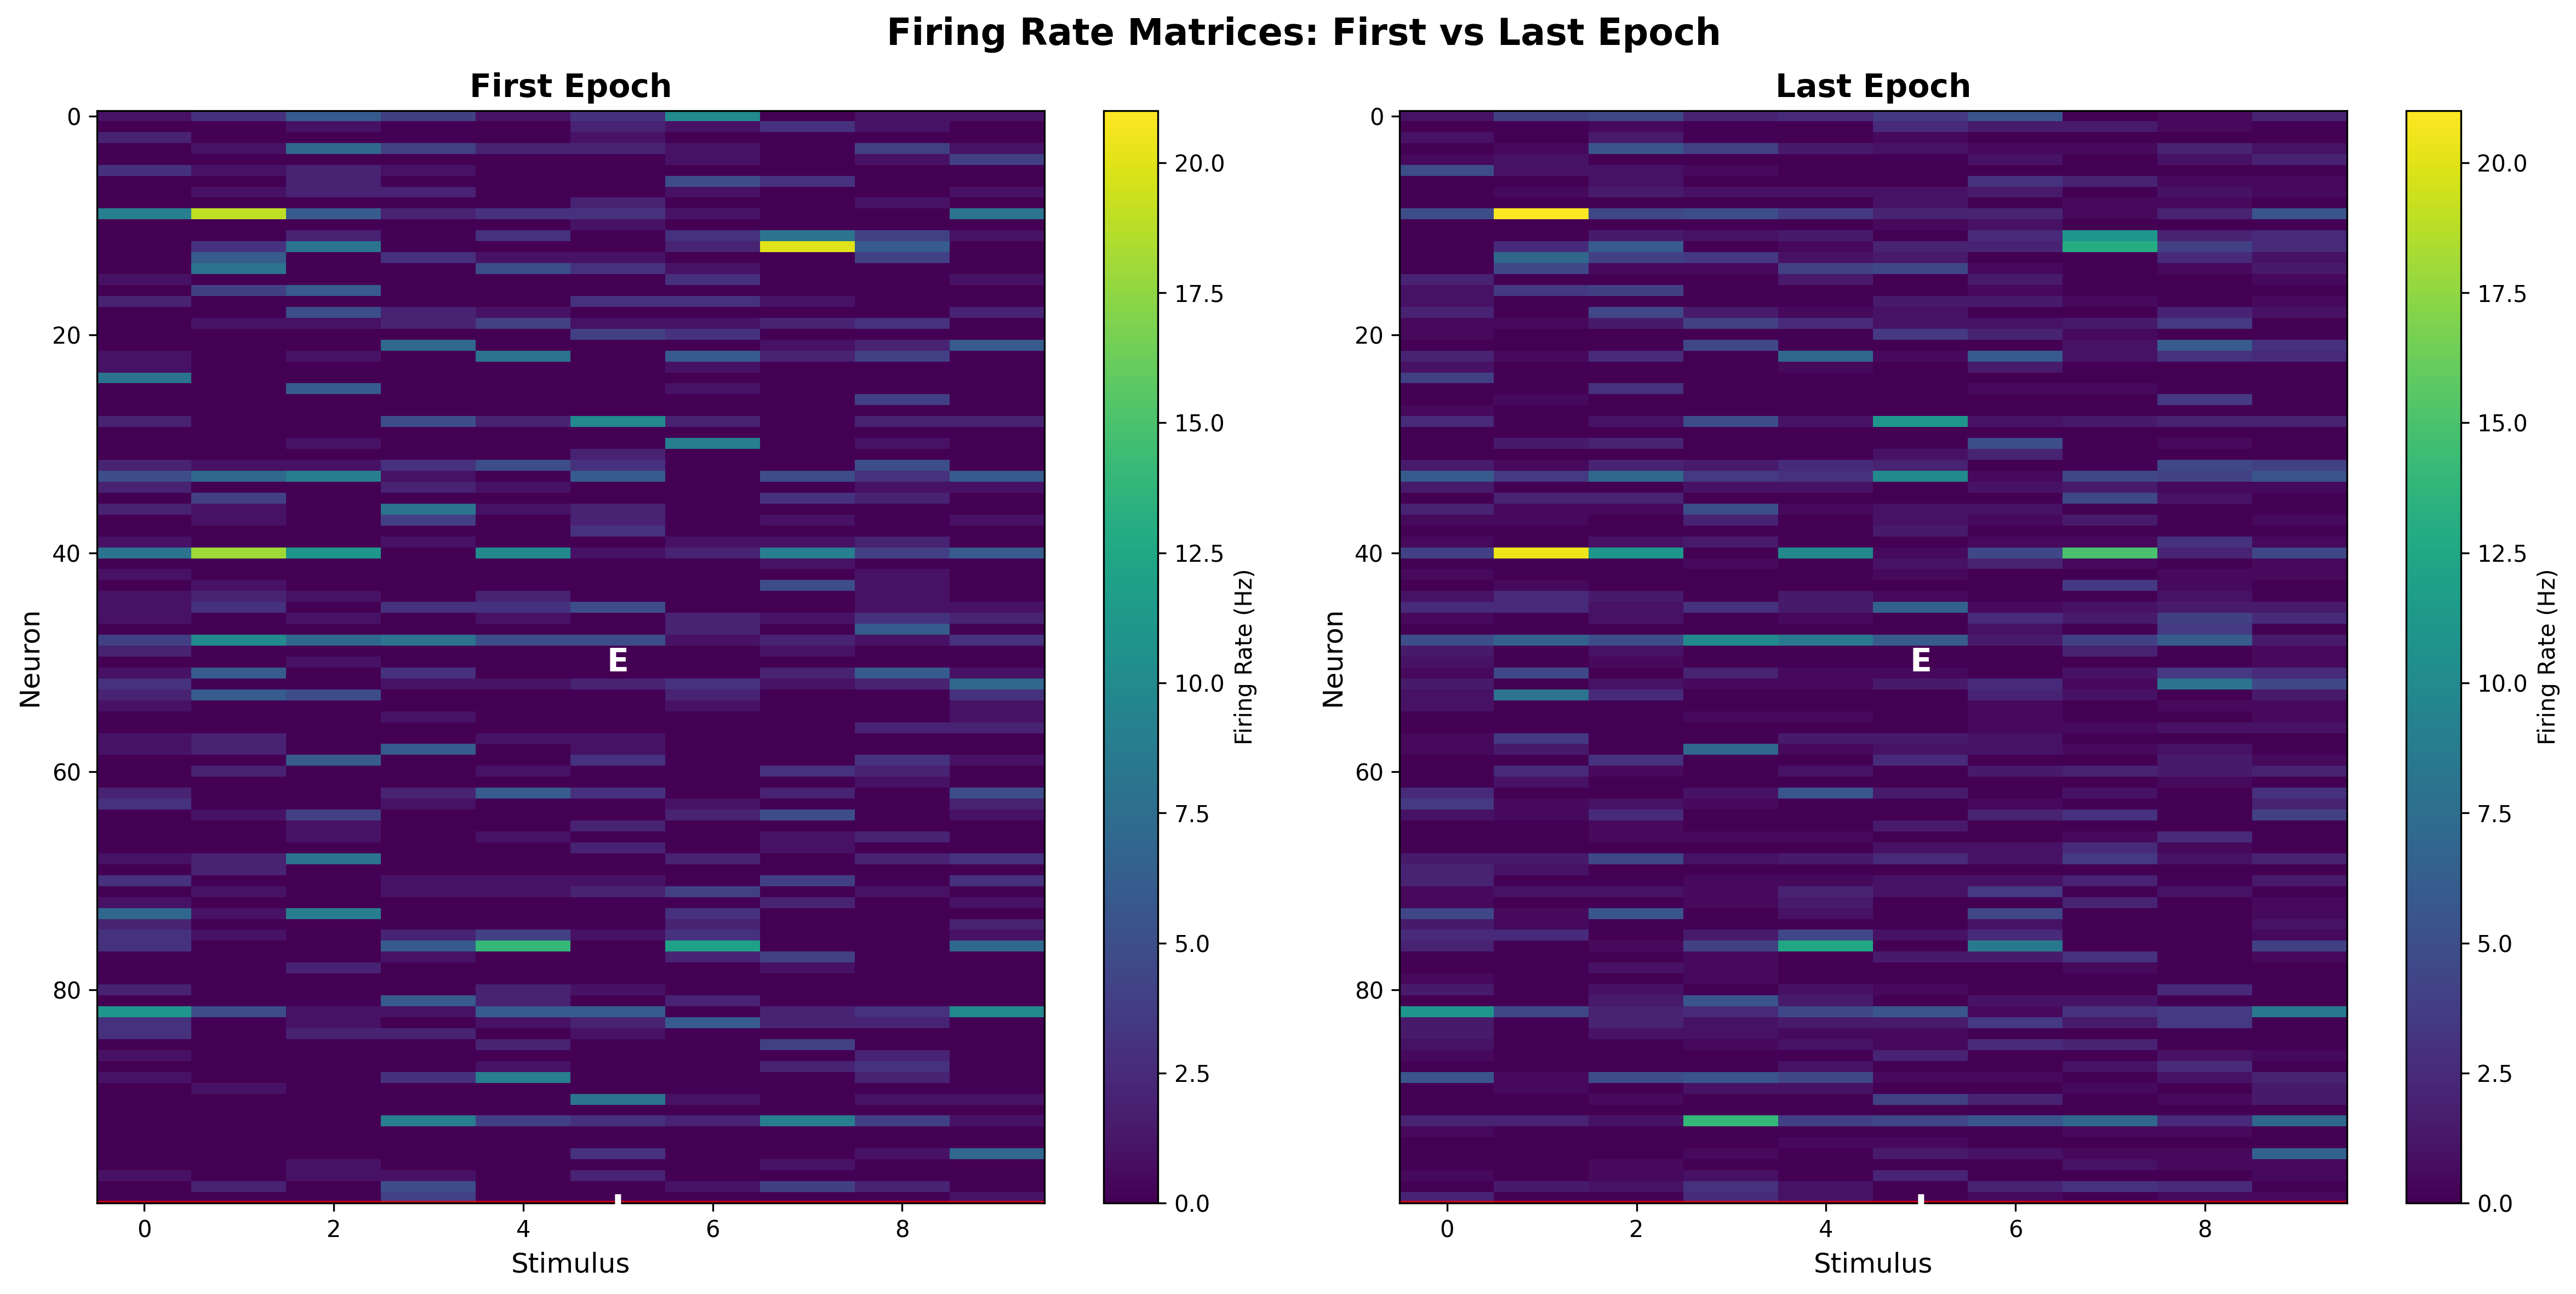 Firing Rate Matrices: First vs Last Epoch
First Epoch
Neuron
0
20
40
60
80
E
I
0 2 4 6 8
Stimulus
20.0
17.5
15.0
12.5
10.0
7.5
5.0
2.5
0.0
Firing Rate (Hz)
Last Epoch
Neuron
0
20
40
60
80
E
I
0 2 4 6 8
Stimulus
20.0
17.5
15.0
12.5
10.0
7.5
5.0
2.5
0.0
Firing Rate (Hz)